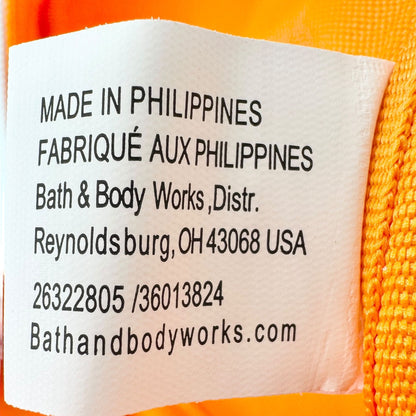 MADE IN PHILIPPINES
FABRIQUÉ AUX PHILIPPINES
Bath & Body Works, Distr.
Reynoldsburg, OH 43068 USA
26322805 /36013824
Bathandbodyworks.com